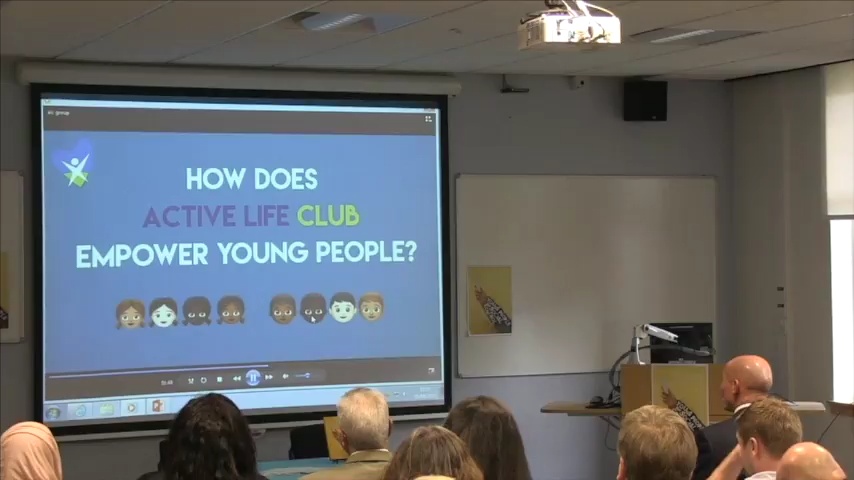 HOW DOES
ACTIVE LIFE CLUB
EMPOWER YOUNG PEOPLE?